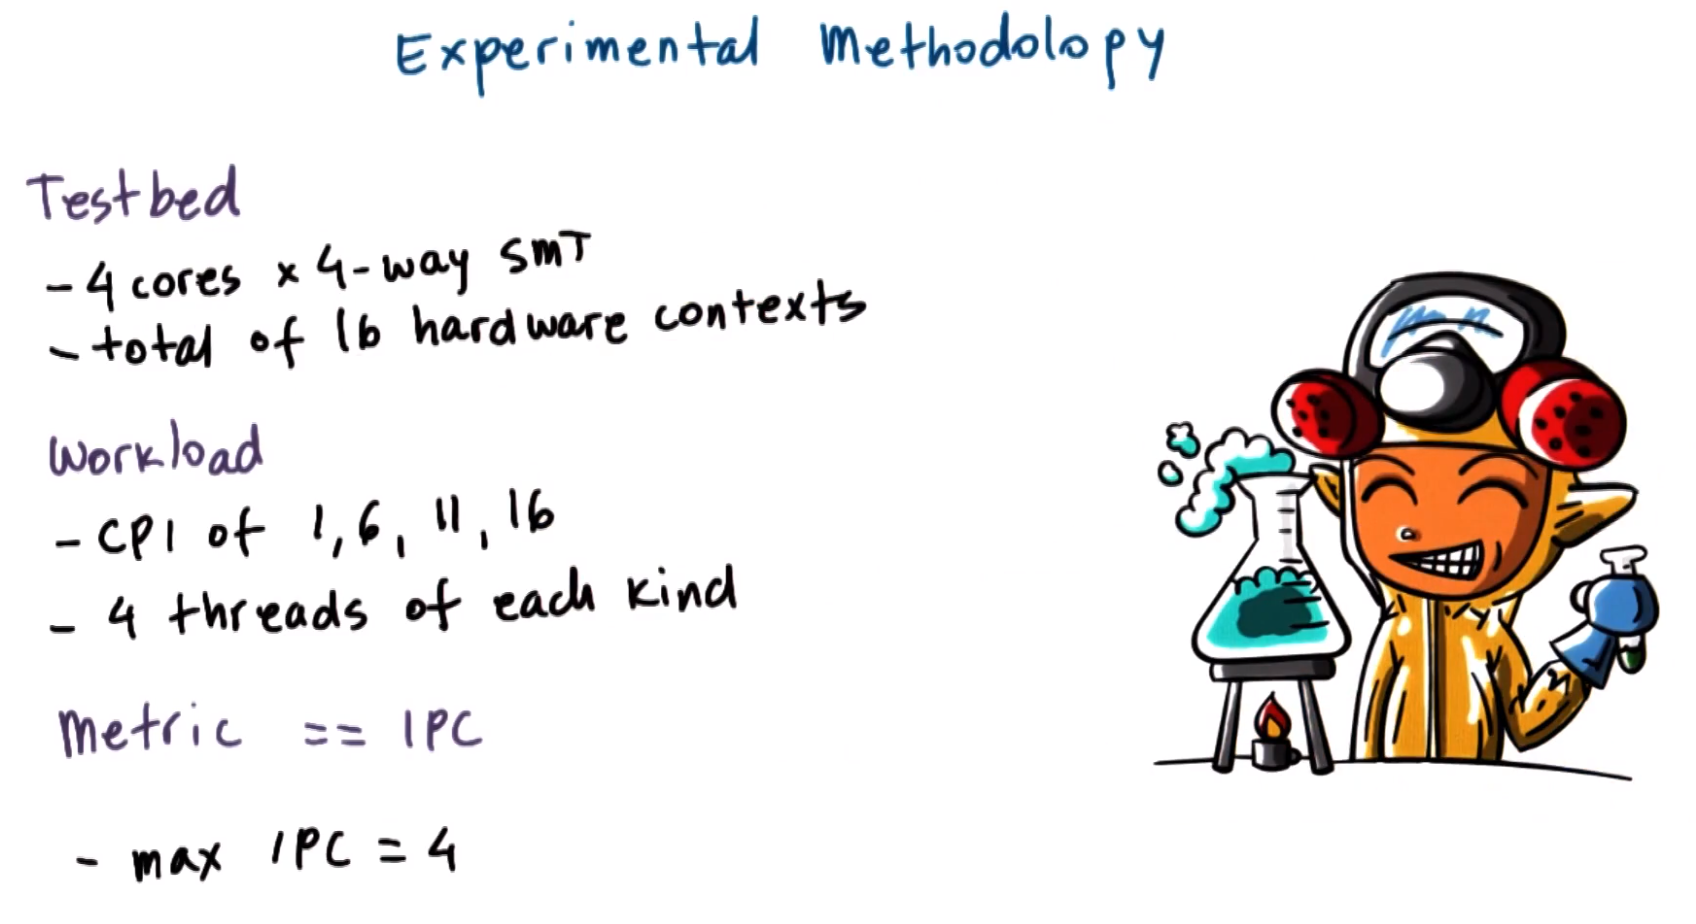 Experimental Methodology
Testbed
- 4 cores x 4-way SMT
- total of 16 hardware contexts
Workload
- CPI of 1, 6, 11, 16
- 4 threads of each kind
Metric == IPC
- max IPC = 4